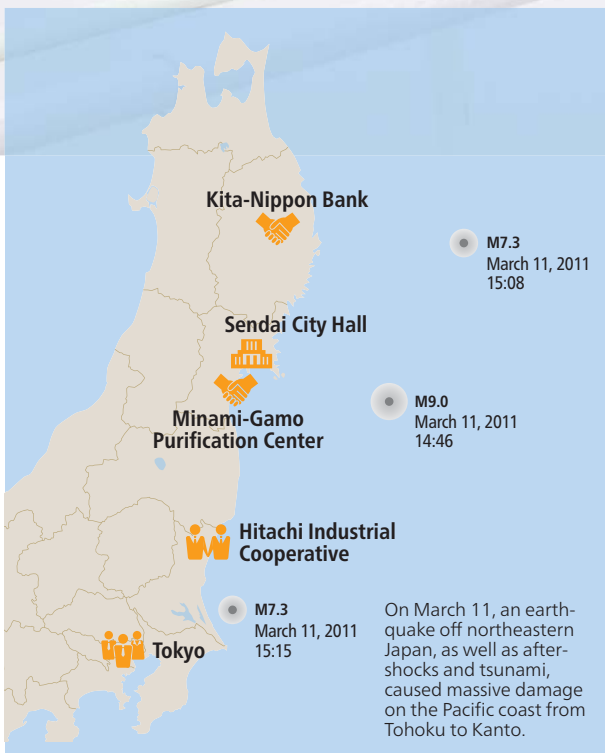 Kita-Nippon Bank
M7.3
March 11, 2011
15:08
Sendai City Hall
M9.0
March 11, 2011
14:46
Minami-Gamo
Purification Center
Hitachi Industrial
Cooperative
M7.3
March 11, 2011
15:15
Tokyo
On March 11, an earth-
quake off northeastern
Japan, as well as after-
shocks and tsunami,
caused massive damage
on the Pacific coast from
Tohoku to Kanto.